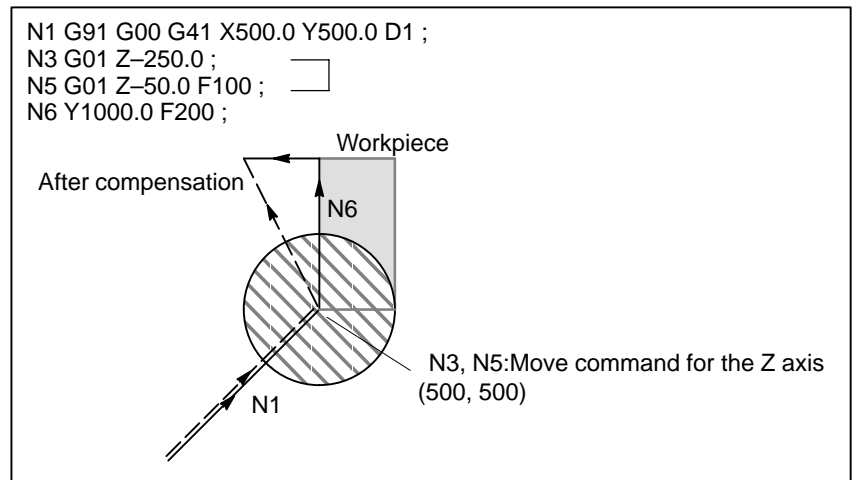 N1 G91 G00 G41 X500.0 Y500.0 D1 ;
N3 G01 Z–250.0 ;
N5 G01 Z–50.0 F100 ;
N6 Y1000.0 F200 ;
Workpiece
After compensation
N6
N3, N5:Move command for the Z axis
(500, 500)
N1